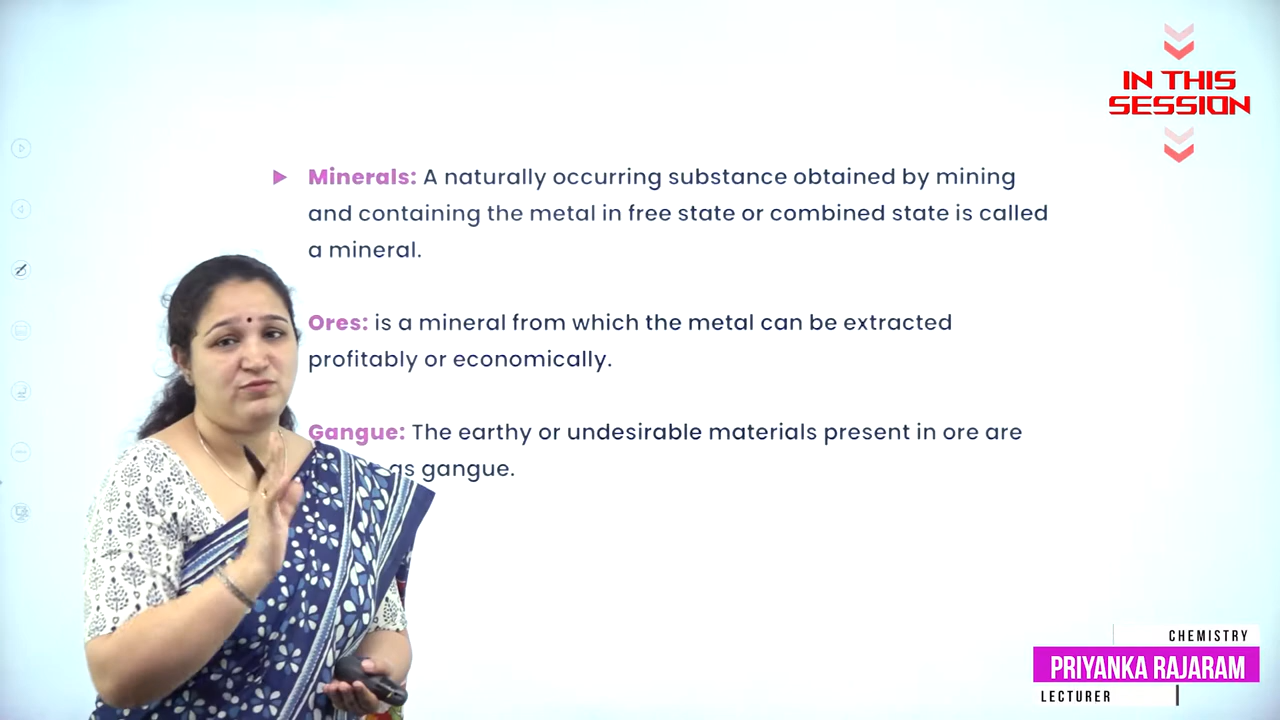 IN THIS
SESSION
Minerals: A naturally occurring substance obtained by mining
and containing the metal in free state or combined state is called
a mineral.
Ores: is a mineral from which the metal can be extracted
profitably or economically.
Gangue: The earthy or undesirable materials present in ore are
as gangue.
CHEMISTRY
PRIYANKA RAJARAM
LECTURER